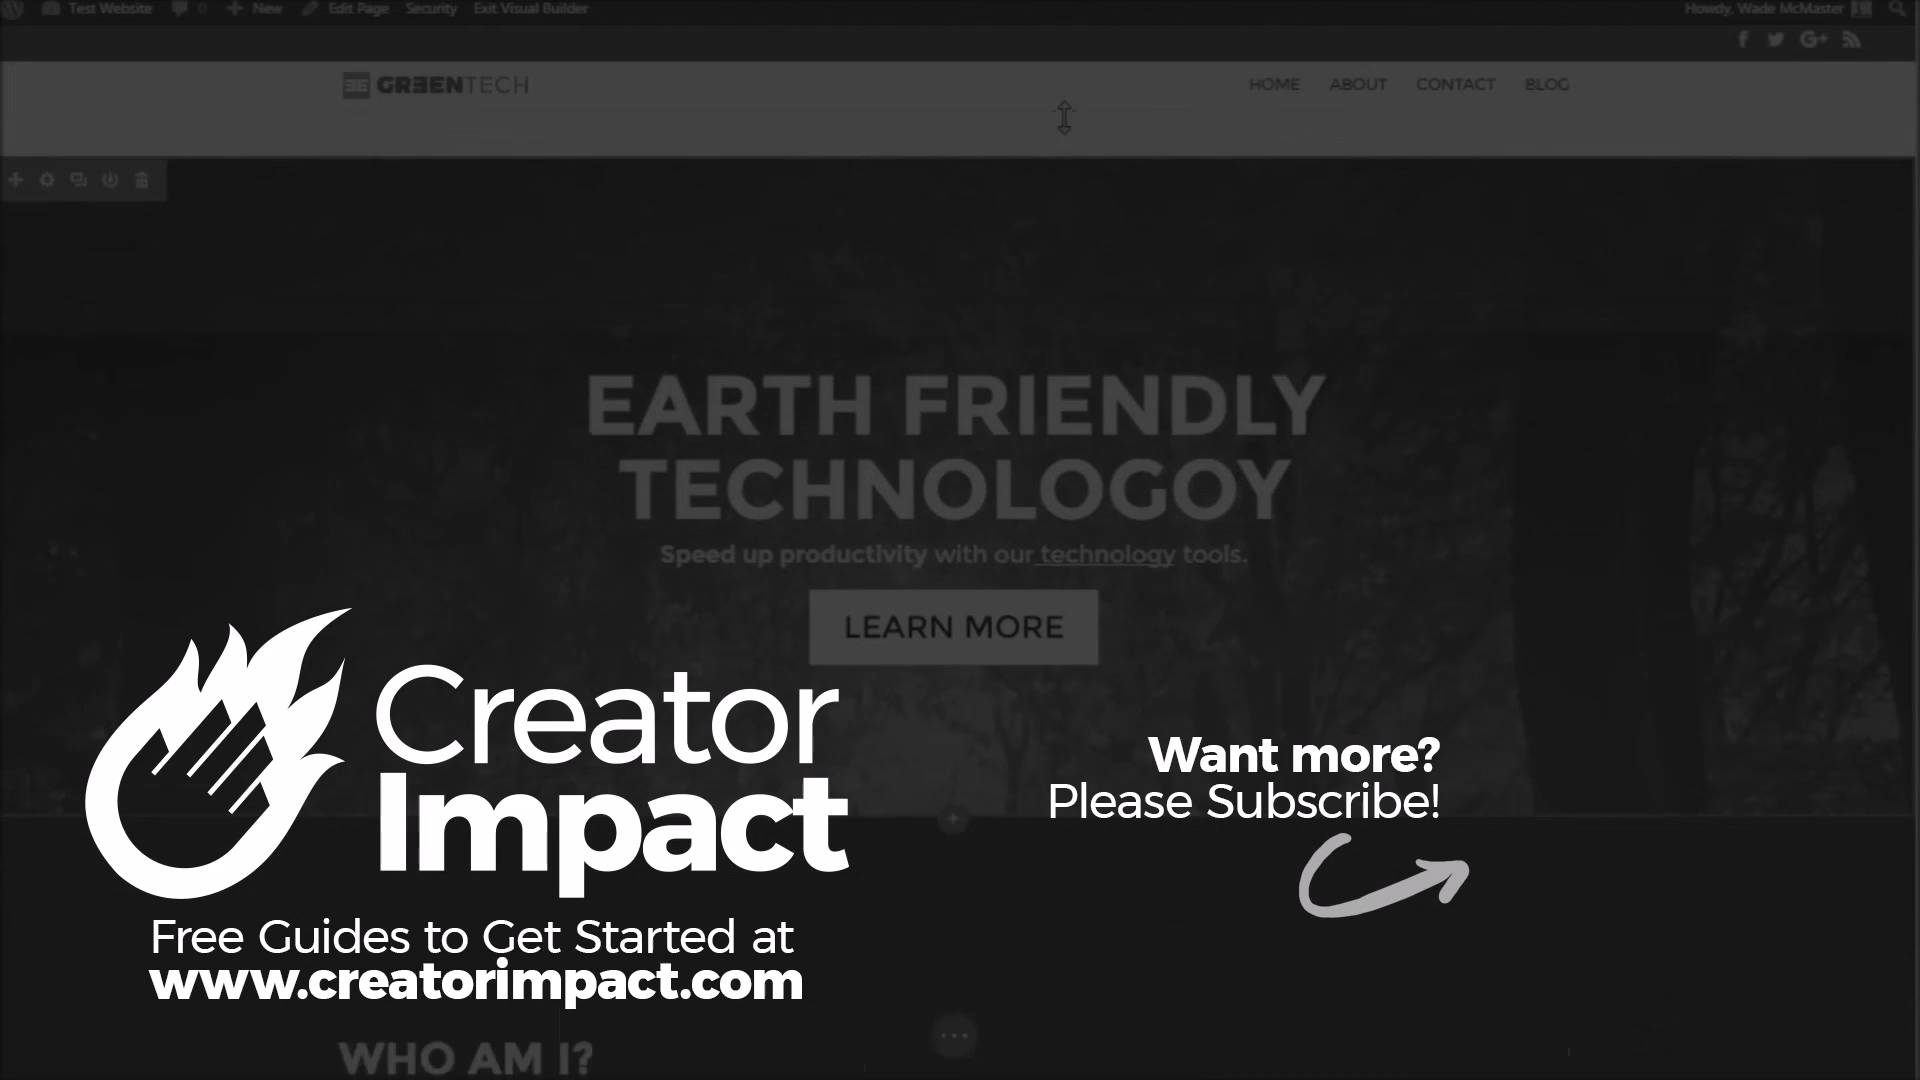 Test Website 0 New Edit Page Security Exit Visual Builder Howdy, Wade McMaster
f G+
GREENTECH HOME ABOUT CONTACT BLOG
EARTH FRIENDLY
TECHNOLOGOY
Speed up productivity with our technology tools.
LEARN MORE
Creator
Impact
Want more?
Please Subscribe!
Free Guides to Get Started at
www.creatorimpact.com
WHO AM I?